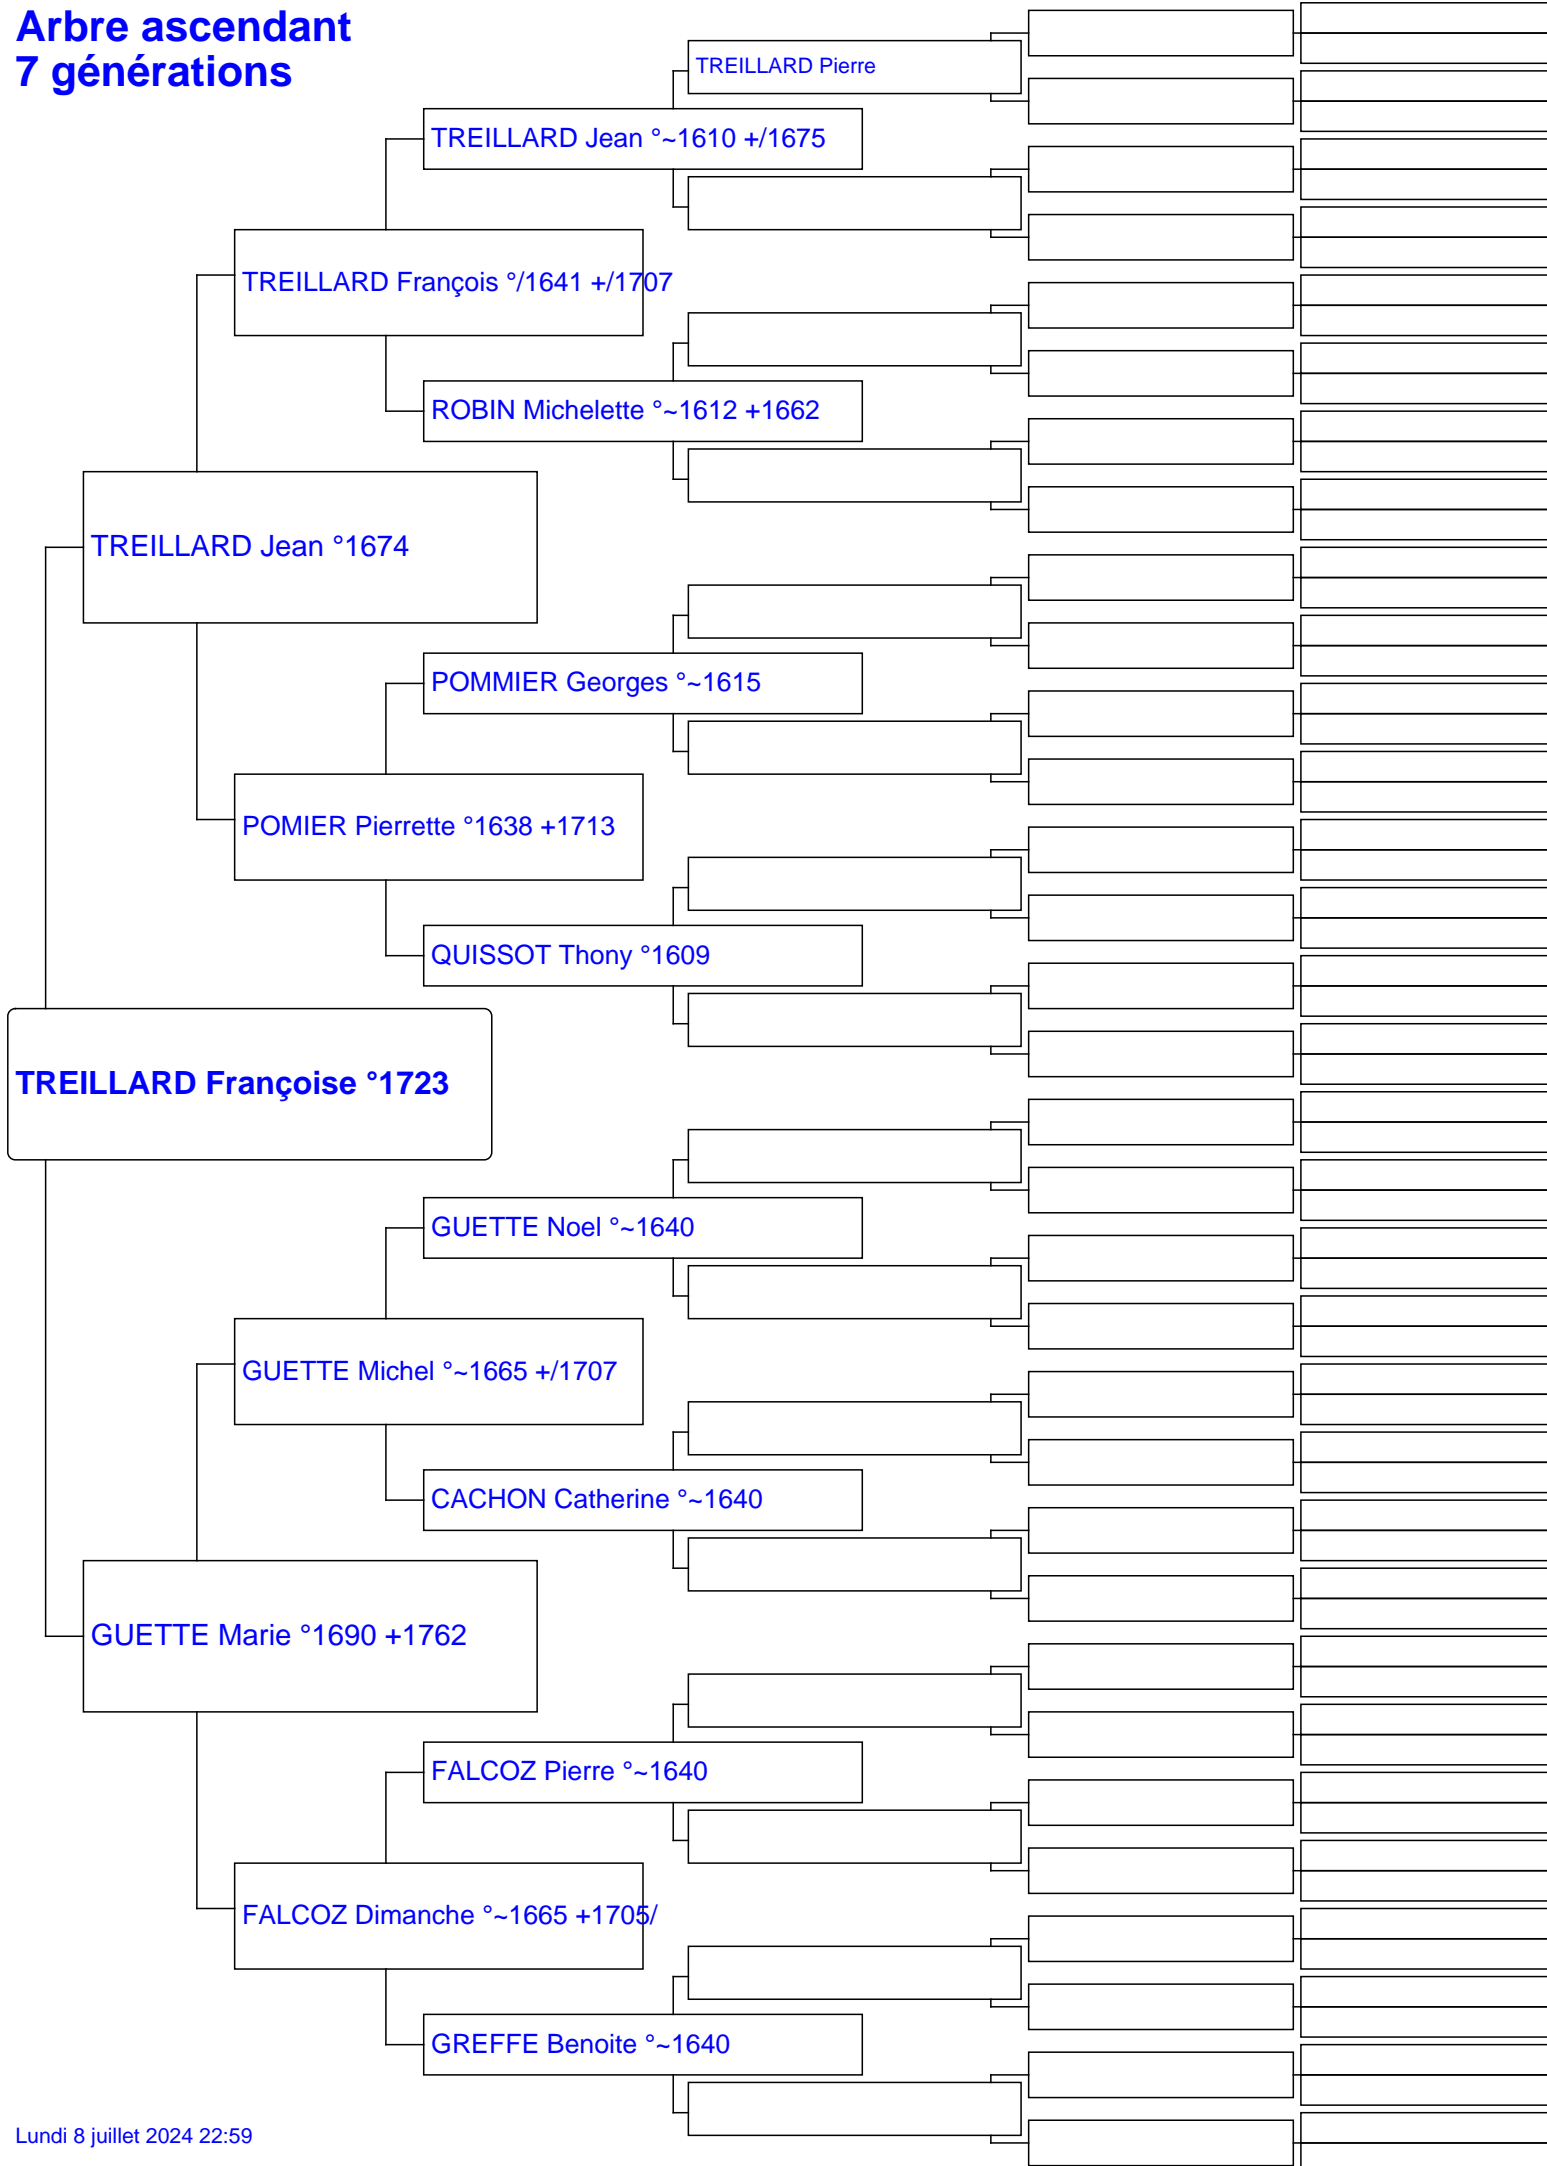 Arbre ascendant
7 générations
TREILLARD Pierre
TREILLARD Jean °~1610 +/1675
TREILLARD François °/1641 +/1707
ROBIN Michelette °~1612 +1662
TREILLARD Jean °1674
POMMIER Georges °~1615
POMIER Pierrette °1638 +1713
QUISSOT Thony °1609
TREILLARD Françoise °1723
GUETTE Noel °~1640
GUETTE Michel °~1665 +/1707
CACHON Catherine °~1640
GUETTE Marie °1690 +1762
FALCOZ Pierre °~1640
FALCOZ Dimanche °~1665 +1705/
GREFFE Benoite °~1640
Lundi 8 juillet 2024 22:59